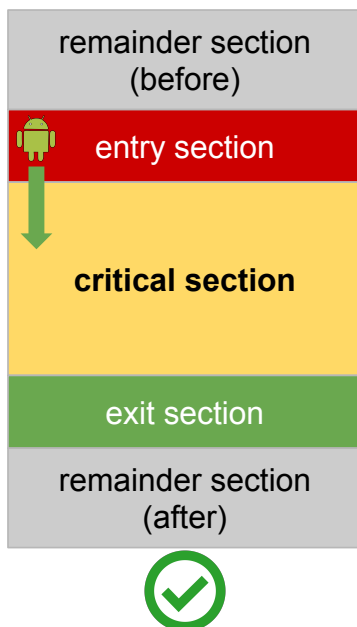 remainder section
(before)
entry section
critical section
exit section
remainder section
(after)